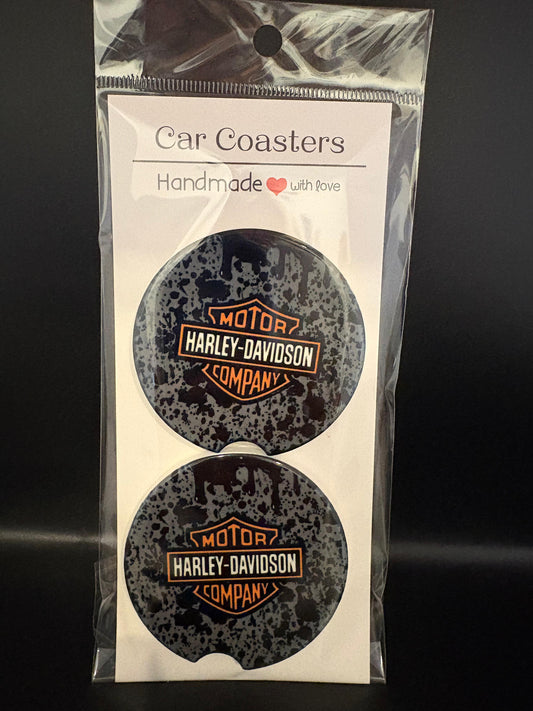 Car Coasters
Handmade with love
MOTOR
HARLEY-DAVIDSON
COMPANY
MOTOR
HARLEY-DAVIDSON
COMPANY